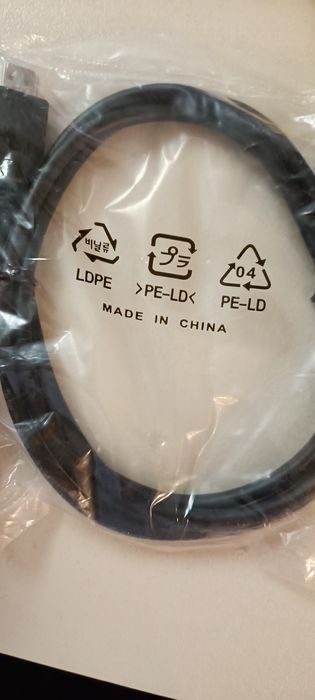 비닐류 プラ 04
LDPE >PE-LD< PE-LD
MADE IN CHINA